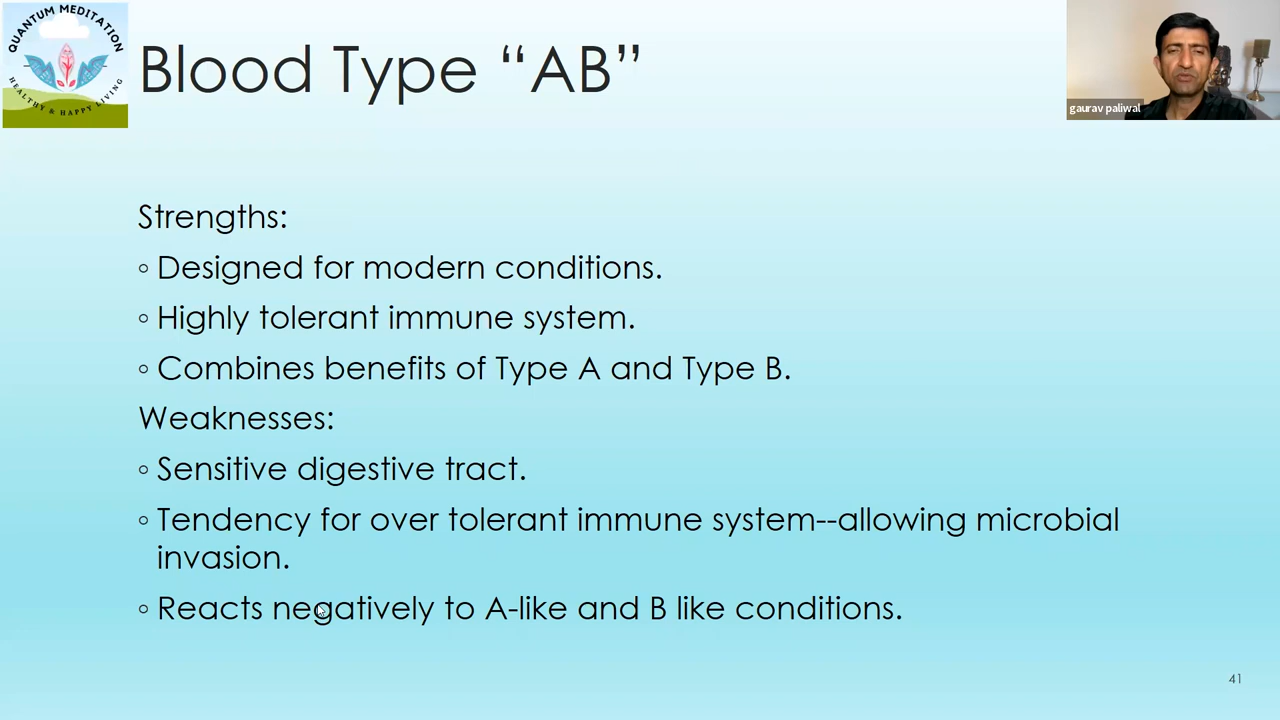 QUANTUM MEDITATION
HEALTHY & HAPPY LIVING
Blood Type “AB”
gaurav paliwal
Strengths:
◦ Designed for modern conditions.
◦ Highly tolerant immune system.
◦ Combines benefits of Type A and Type B.
Weaknesses:
◦ Sensitive digestive tract.
◦ Tendency for over tolerant immune system--allowing microbial
invasion.
◦ Reacts negatively to A-like and B like conditions.
41